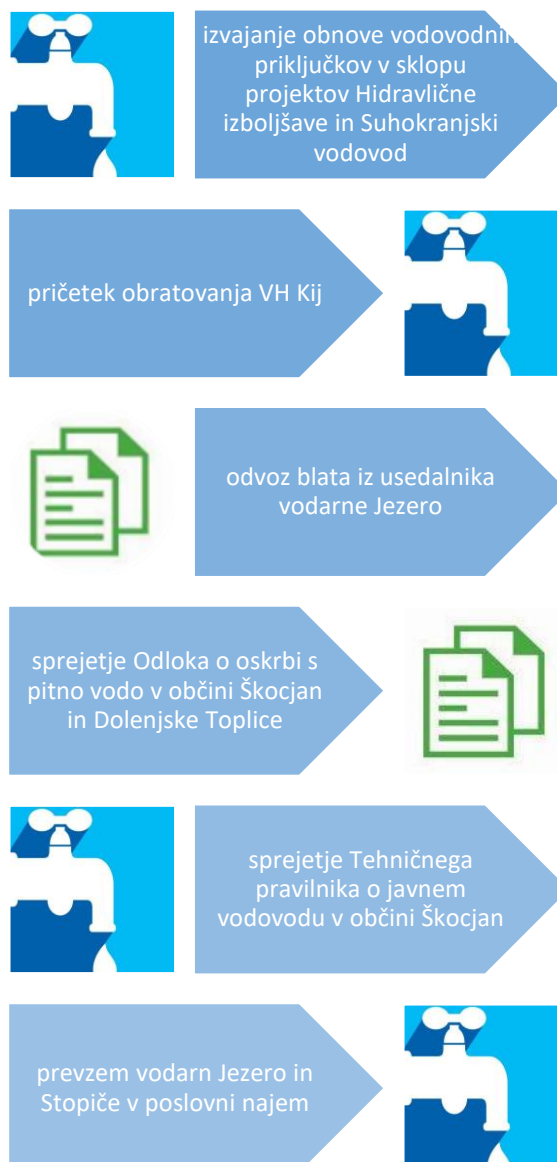 izvajanje obnove vodovodnih
priključkov v sklopu
projektov Hidravlične
izboljšave in Suhokranjski
vodovod
pričetek obratovanja VH Kij
odvoz blata iz usedalnika
vodarne Jezero
sprejetje Odloka o oskrbi s
pitno vodo v občini Škocjan
in Dolenjske Toplice
sprejetje Tehničnega
pravilnika o javnem
vodovodu v občini Škocjan
prevzem vodarn Jezero in
Stopiče v poslovni najem